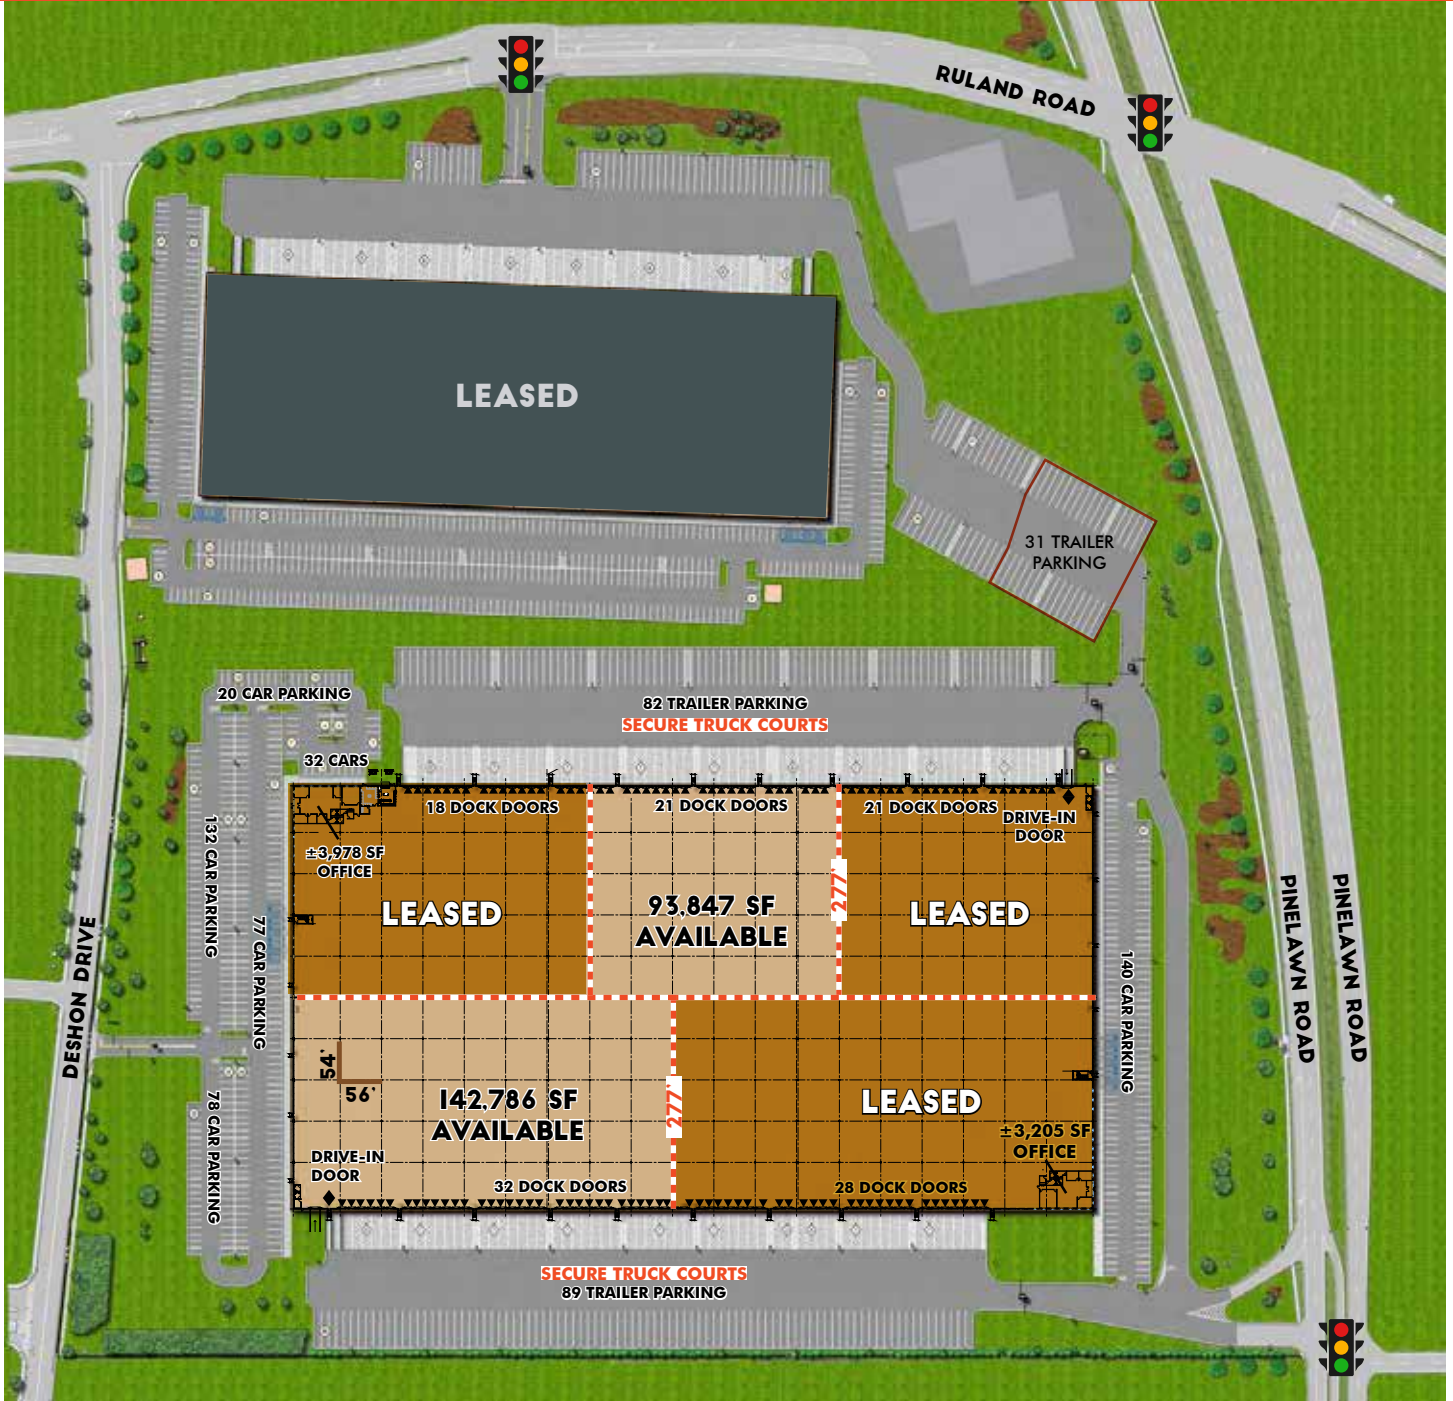 RULAND ROAD
LEASED
31 TRAILER
PARKING
20 CAR PARKING
82 TRAILER PARKING
SECURE TRUCK COURTS
32 CARS
18 DOCK DOORS
21 DOCK DOORS
21 DOCK DOORS
DRIVE-IN
DOOR
±3,978 SF
OFFICE
132 CAR PARKING
77 CAR PARKING
LEASED
93,847 SF
AVAILABLE
277'
LEASED
DESHON DRIVE
140 CAR PARKING
PINELAWN ROAD
PINELAWN ROAD
54'
56'
142,786 SF
AVAILABLE
277'
LEASED
±3,205 SF
OFFICE
78 CAR PARKING
DRIVE-IN
DOOR
32 DOCK DOORS
28 DOCK DOORS
SECURE TRUCK COURTS
89 TRAILER PARKING